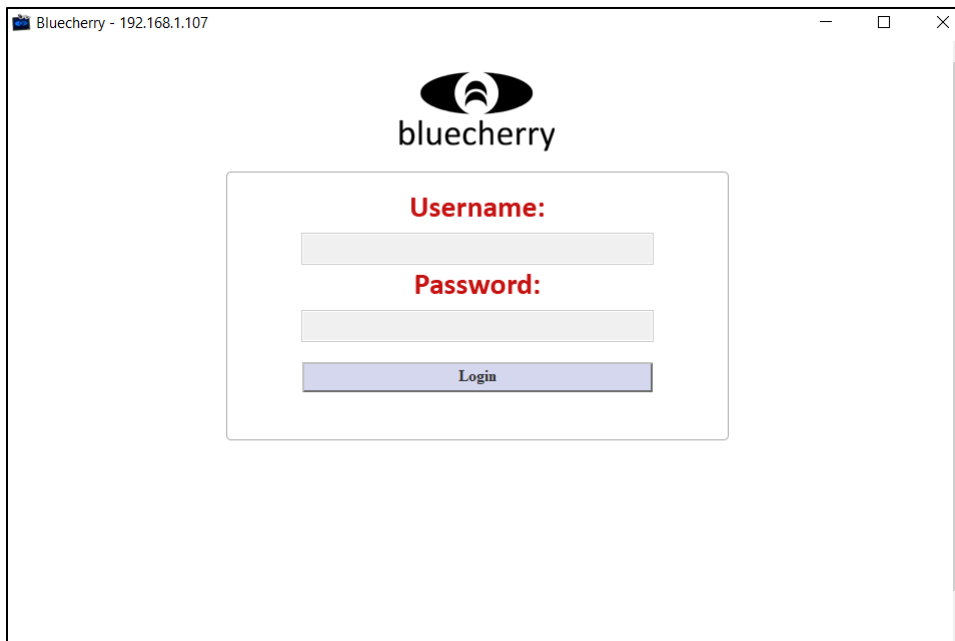 Bluecherry - 192.168.1.107
bluecherry
Username:
Password:
Login